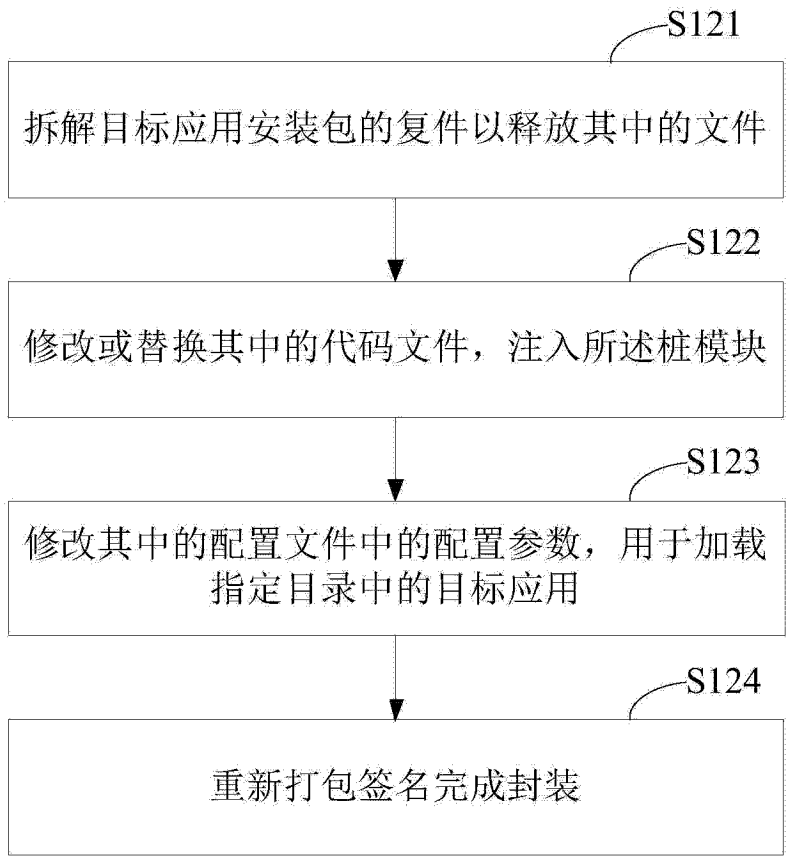 S121
拆解目标应用安装包的复件以释放其中的文件
S122
修改或替换其中的代码文件，注入所述桩模块
S123
修改其中的配置文件中的配置参数，用于加载
指定目录中的目标应用
S124
重新打包签名完成封装